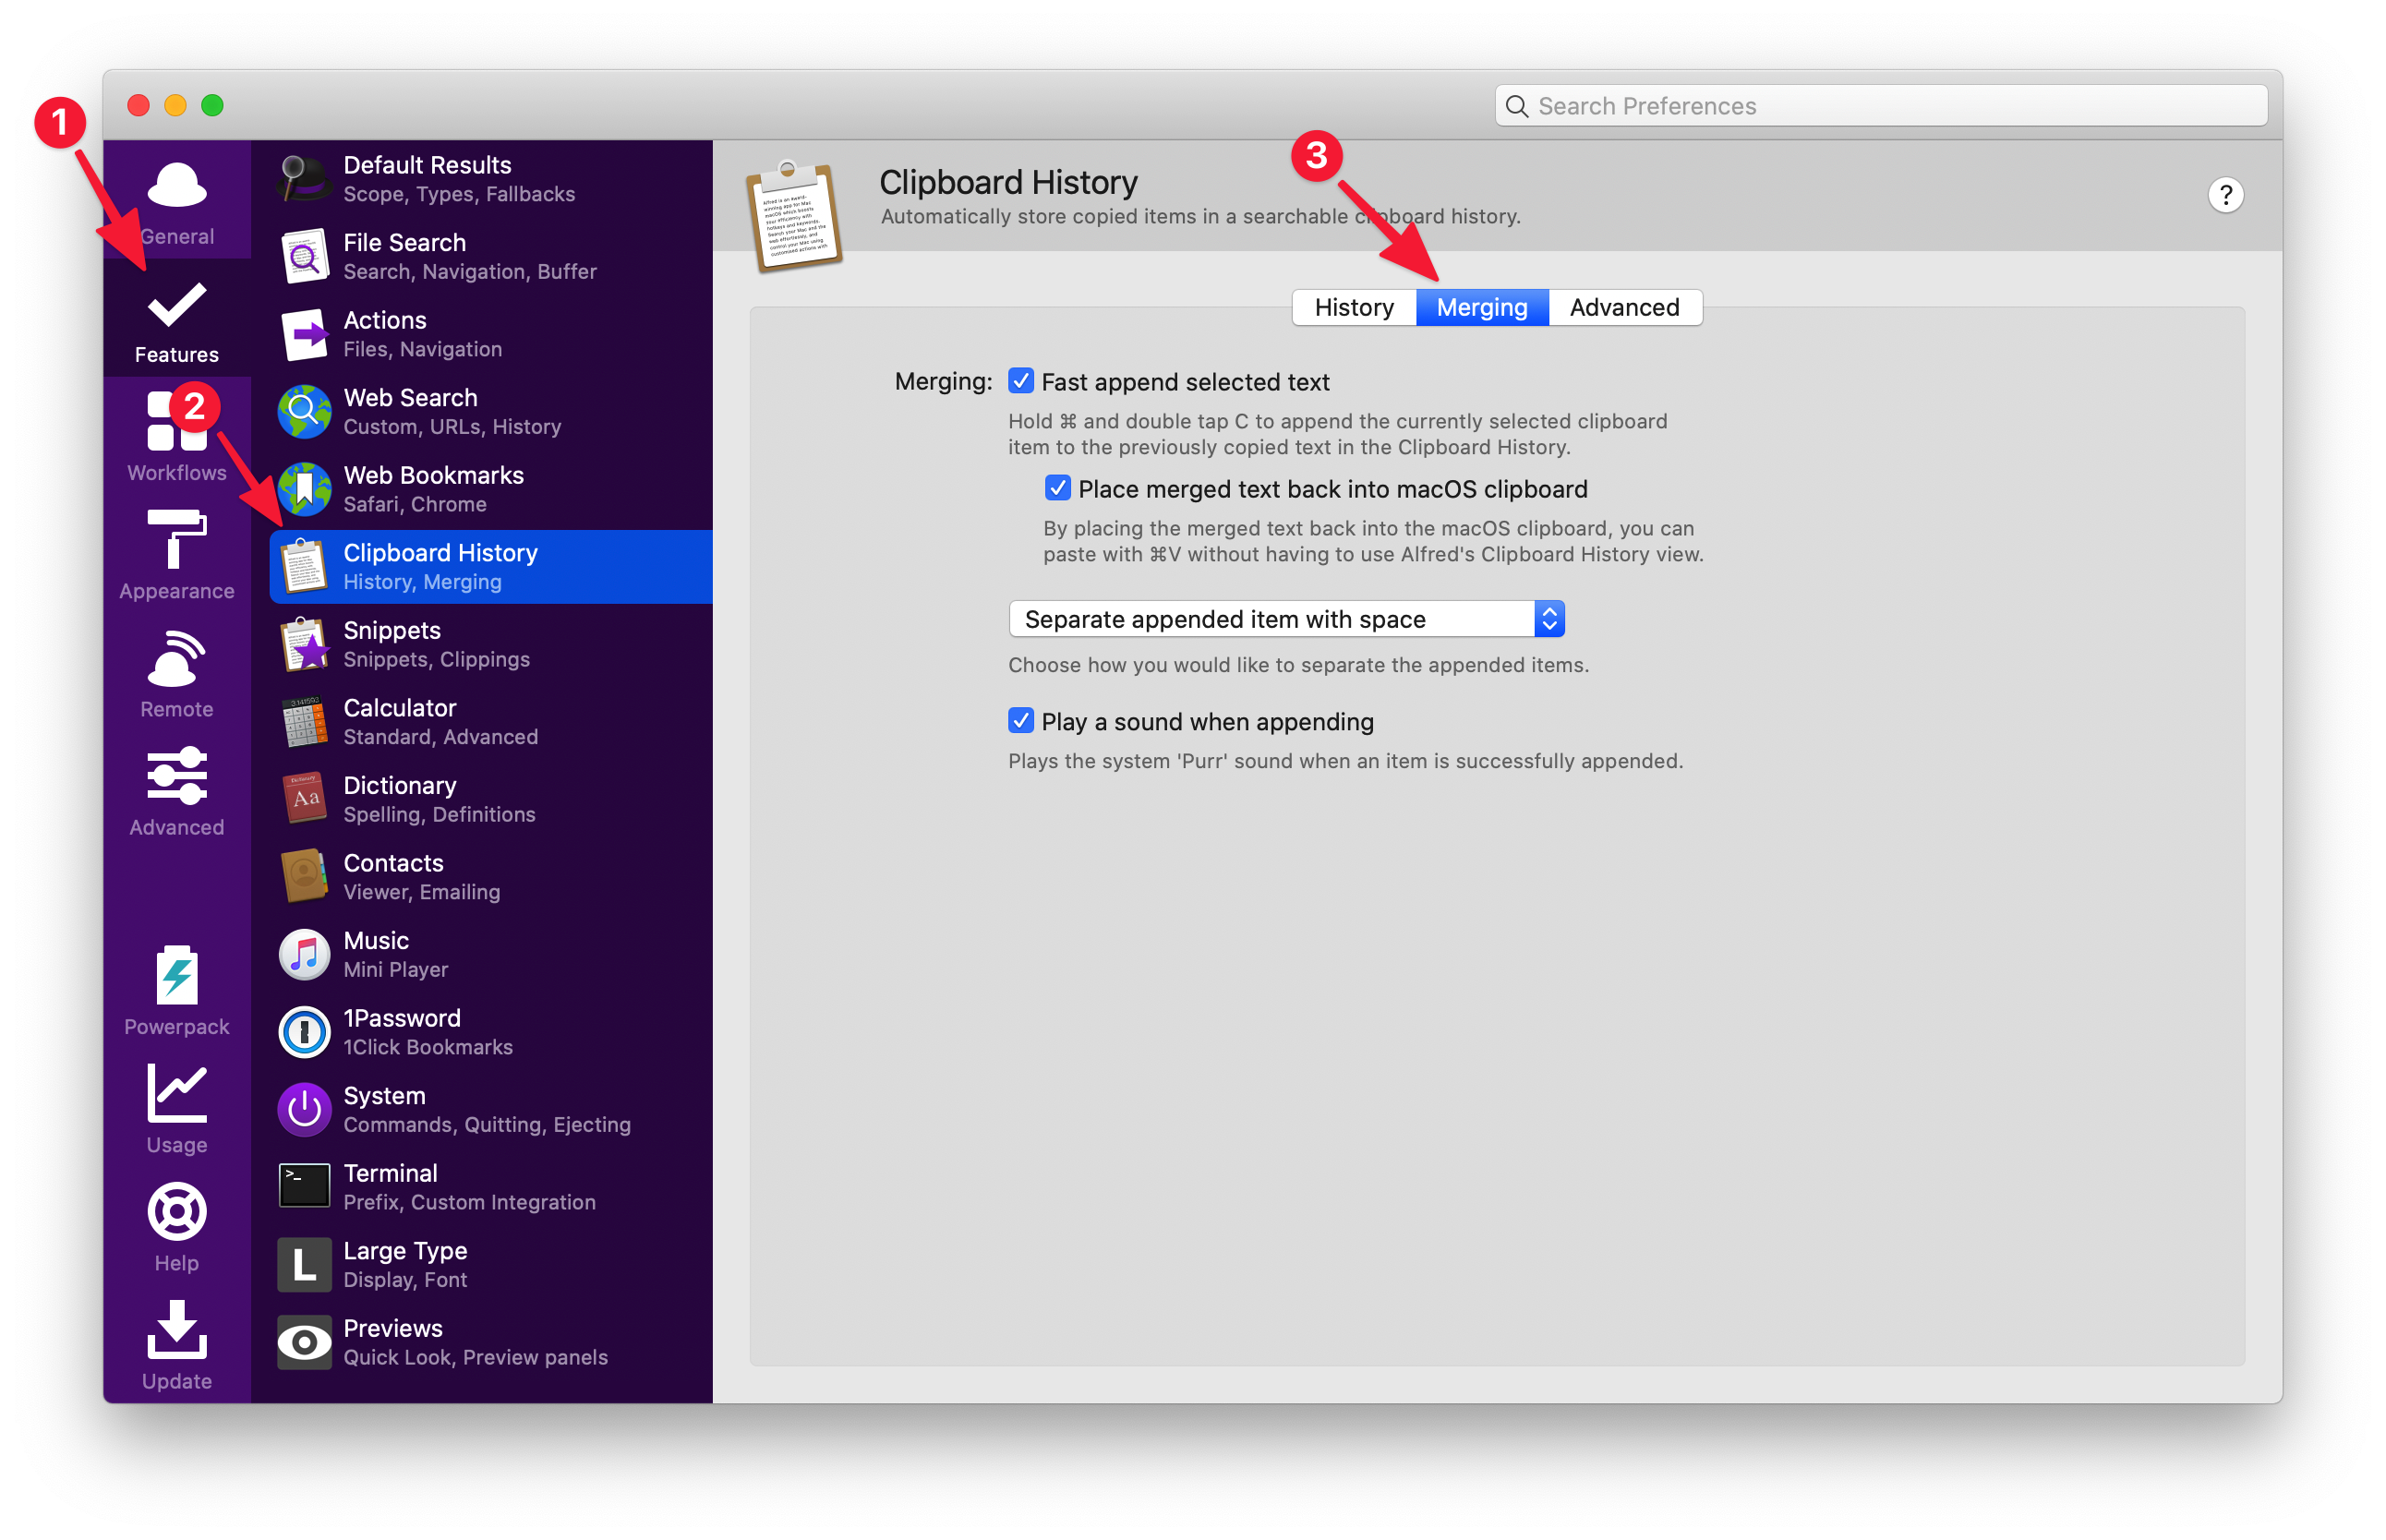 Search Preferences
1
General
Features
Workflows
Appearance
Remote
Advanced
Powerpack
Usage
Help
Update
2
Default Results
Scope, Types, Fallbacks
File Search
Search, Navigation, Buffer
Actions
Files, Navigation
Web Search
Custom, URLs, History
Web Bookmarks
Safari, Chrome
Clipboard History
History, Merging
Snippets
Snippets, Clippings
Calculator
Standard, Advanced
Dictionary
Spelling, Definitions
Contacts
Viewer, Emailing
Music
Mini Player
1Password
1Click Bookmarks
System
Commands, Quitting, Ejecting
Terminal
Prefix, Custom Integration
L
Large Type
Display, Font
Previews
Quick Look, Preview panels
3
Clipboard History
Automatically store copied items in a searchable clipboard history.
?
History Merging Advanced
Merging: Fast append selected text
Hold ⌘ and double tap C to append the currently selected clipboard
item to the previously copied text in the Clipboard History.
Place merged text back into macOS clipboard
By placing the merged text back into the macOS clipboard, you can
paste with ⌘V without having to use Alfred's Clipboard History view.
Separate appended item with space
Choose how you would like to separate the appended items.
Play a sound when appending
Plays the system 'Purr' sound when an item is successfully appended.